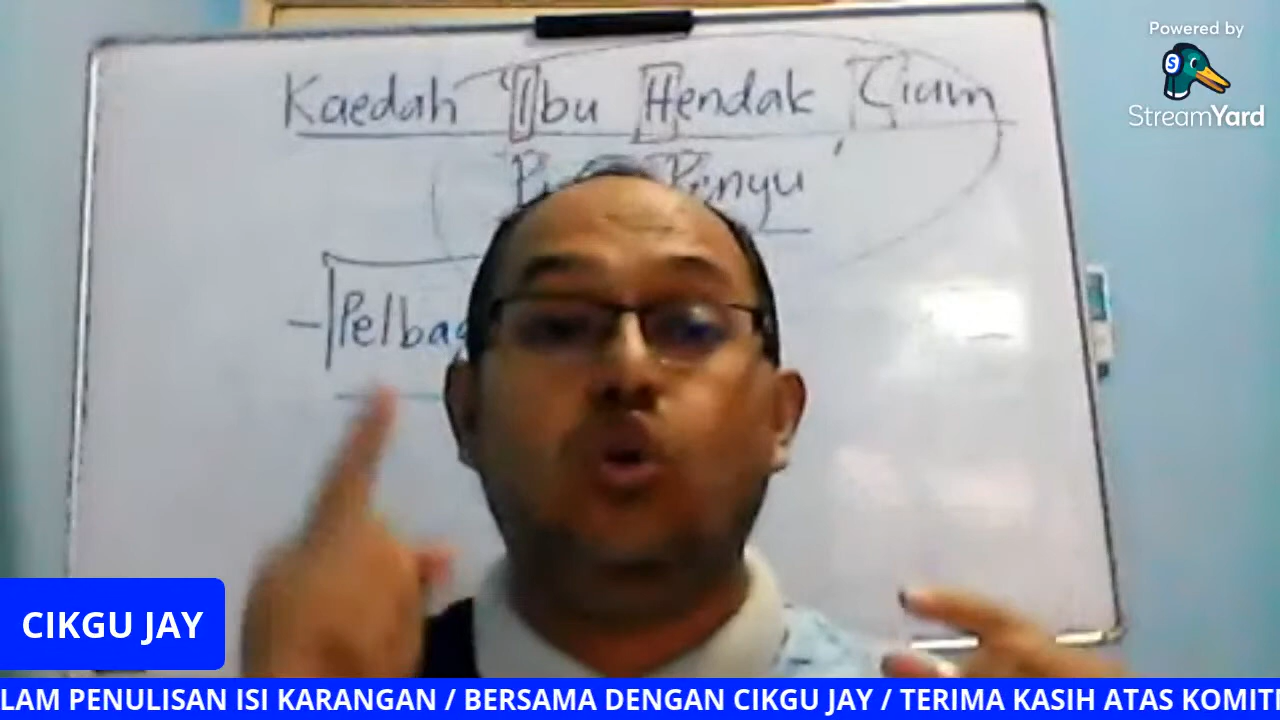 Powered by
StreamYard
Kaedah "Ibu Hendak Cium
Penyu
- Pelbag
CIKGU JAY
LAM PENULISAN ISI KARANGAN / BERSAMA DENGAN CIKGU JAY / TERIMA KASIH ATAS KOMIT